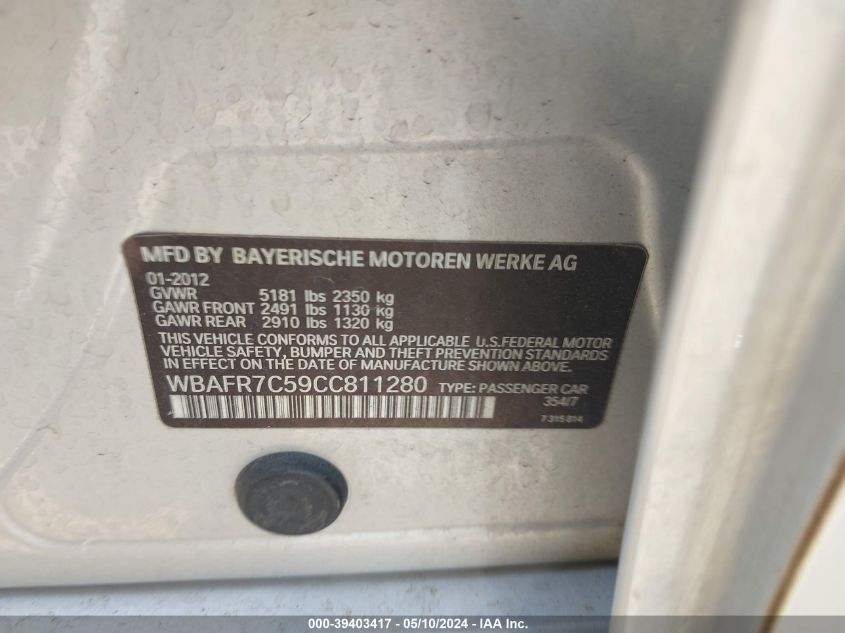 MFD BY BAYERISCHE MOTOREN WERKE AG
01-2012
GVWR 5181 lbs 2350 kg
GAWR FRONT 2491 lbs 1130 kg
GAWR REAR 2910 lbs 1320 kg
THIS VEHICLE CONFORMS TO ALL APPLICABLE U.S.FEDERAL MOTOR
VEHICLE SAFETY, BUMPER AND THEFT PREVENTION STANDARDS
IN EFFECT ON THE DATE OF MANUFACTURE SHOWN ABOVE.
WBAFR7C59CC811280 TYPE: PASSENGER CAR
354/7
7 315 814
000-39403417 - 05/10/2024 - IAA Inc.